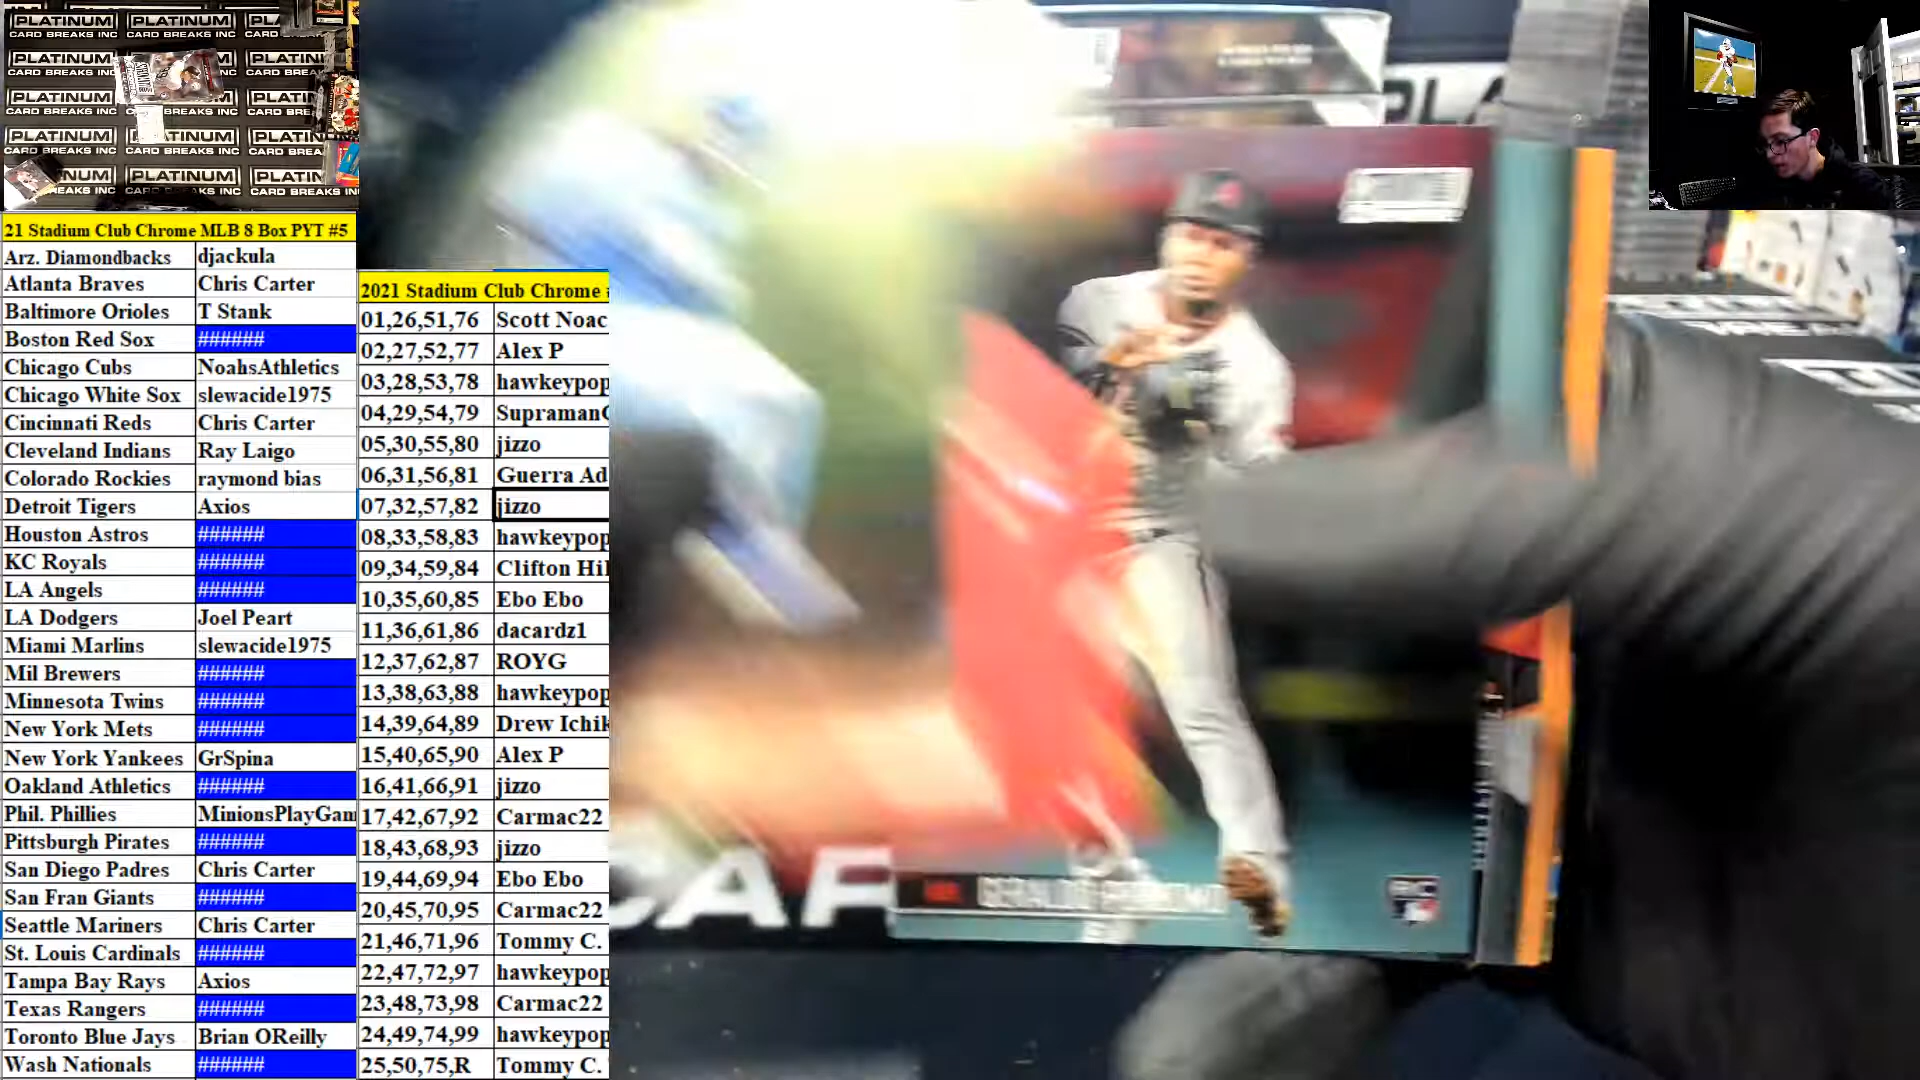 PLATINUM
CARD BREAKS INC
21 Stadium Club Chrome MLB 8 Box PYT #5
Arz. Diamondbacks djackula
Atlanta Braves Chris Carter
Baltimore Orioles T Stank
Boston Red Sox ######
Chicago Cubs NoahsAthletics
Chicago White Sox slewacide1975
Cincinnati Reds Chris Carter
Cleveland Indians Ray Laigo
Colorado Rockies raymond bias
Detroit Tigers Axios
Houston Astros ######
KC Royals ######
LA Angels ######
LA Dodgers Joel Peart
Miami Marlins slewacide1975
Mil Brewers ######
Minnesota Twins ######
New York Mets ######
New York Yankees GrSpina
Oakland Athletics ######
Phil. Phillies MinionsPlayGam
Pittsburgh Pirates ######
San Diego Padres Chris Carter
San Fran Giants ######
Seattle Mariners Chris Carter
St. Louis Cardinals ######
Tampa Bay Rays Axios
Texas Rangers ######
Toronto Blue Jays Brian OReilly
Wash Nationals ######
2021 Stadium Club Chrome #
01,26,51,76 Scott Noac
02,27,52,77 Alex P
03,28,53,78 hawkeypop
04,29,54,79 SupramanC
05,30,55,80 jizzo
06,31,56,81 Guerra Ad
07,32,57,82 jizzo
08,33,58,83 hawkeypop
09,34,59,84 Clifton Hil
10,35,60,85 Ebo Ebo
11,36,61,86 dacardz1
12,37,62,87 ROYG
13,38,63,88 hawkeypop
14,39,64,89 Drew Ichik
15,40,65,90 Alex P
16,41,66,91 jizzo
17,42,67,92 Carmac22
18,43,68,93 jizzo
19,44,69,94 Ebo Ebo
20,45,70,95 Carmac22
21,46,71,96 Tommy C.
22,47,72,97 hawkeypop
23,48,73,98 Carmac22
24,49,74,99 hawkeypop
25,50,75,R Tommy C.
CAR
RC